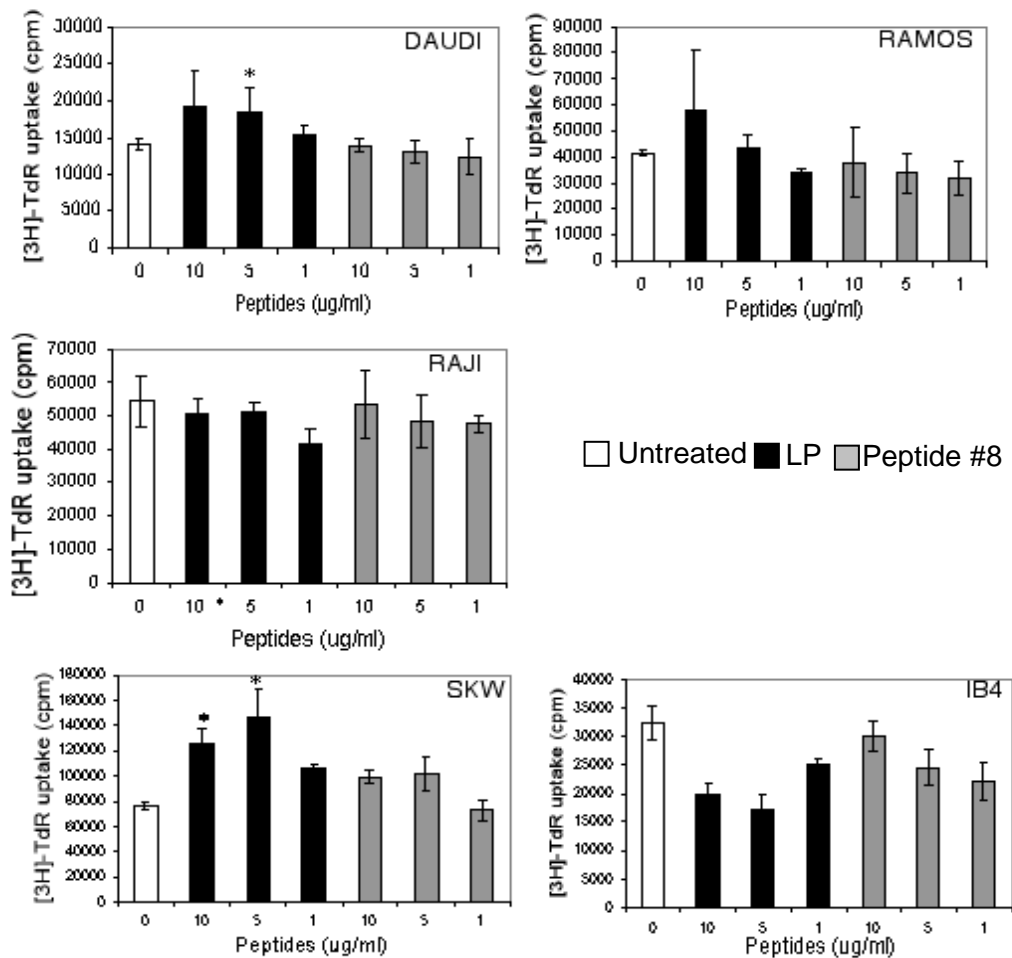 DAUDI
[3H]-TdR uptake (cpm)
30000
25000
20000
15000
10000
5000
0
*
0 10 5 1 10 5 1
Peptides (ug/ml)
RAMOS
[3H]-TdR uptake (cpm)
90000
80000
70000
60000
50000
40000
30000
20000
10000
0
0 10 5 1 10 5 1
Peptides (ug/ml)
RAJI
[3H]-TdR uptake (cpm)
70000
60000
50000
40000
30000
20000
10000
0
0 10 * 5 1 10 5 1
Peptides (ug/ml)
Untreated LP Peptide #8
SKW
[3H]-TdR uptake (cpm)
180000
160000
140000
120000
100000
80000
60000
40000
20000
0
* *
0 10 5 1 10 5 1
Peptides (ug/ml)
IB4
[3H]-TdR uptake (cpm)
40000
35000
30000
25000
20000
15000
10000
5000
0
0 10 5 1 10 5 1
Peptides (ug/ml)